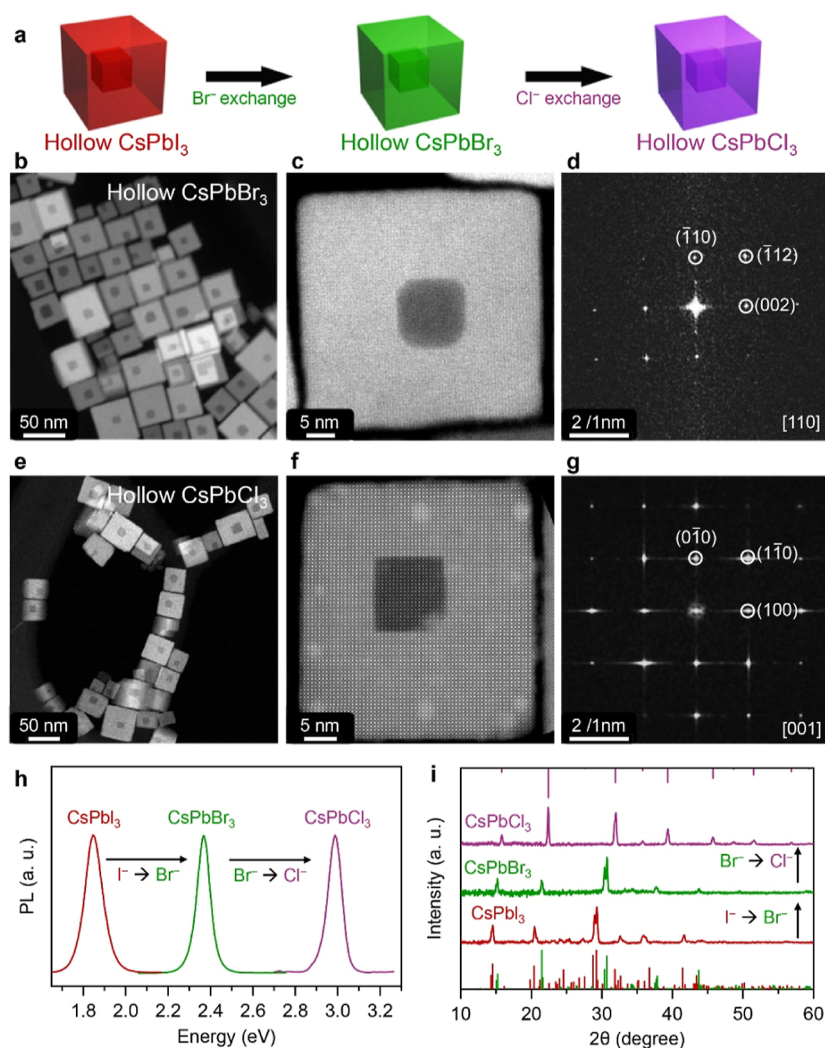 a
Br⁻ exchange
Cl⁻ exchange
Hollow CsPbI₃
Hollow CsPbBr₃
Hollow CsPbCl₃
b
Hollow CsPbBr₃
50 nm
c
5 nm
d
(1̄10)
(1̄12)
(002)
2 /1nm
[110]
e
Hollow CsPbCl₃
50 nm
f
5 nm
g
(01̄0)
(11̄0)
(100)
2 /1nm
[001]
h
CsPbI₃
CsPbBr₃
CsPbCl₃
I⁻ → Br⁻
Br⁻ → Cl⁻
PL (a. u.)
1.8 2.0 2.2 2.4 2.6 2.8 3.0 3.2
Energy (eV)
i
CsPbCl₃
Br⁻ → Cl⁻
CsPbBr₃
CsPbI₃
I⁻ → Br⁻
Intensity (a. u.)
10 20 30 40 50 60
2θ (degree)